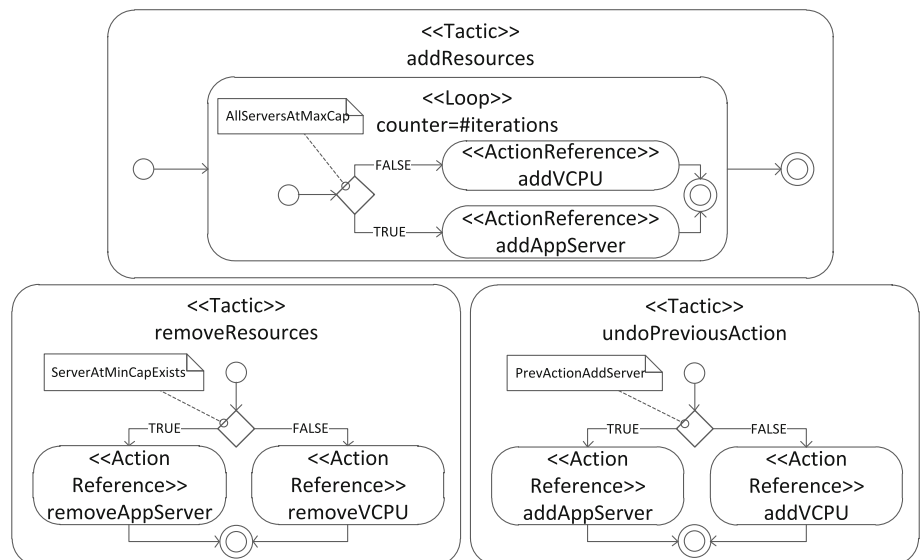 <<Tactic>>
addResources
<<Loop>>
counter=#iterations
AllServersAtMaxCap
FALSE
<<ActionReference>>
addVCPU
TRUE
<<ActionReference>>
addAppServer
<<Tactic>>
removeResources
ServerAtMinCapExists
TRUE
FALSE
<<Action
Reference>>
removeAppServer
<<Action
Reference>>
removeVCPU
<<Tactic>>
undoPreviousAction
PrevActionAddServer
TRUE
FALSE
<<Action
Reference>>
addAppServer
<<Action
Reference>>
addVCPU